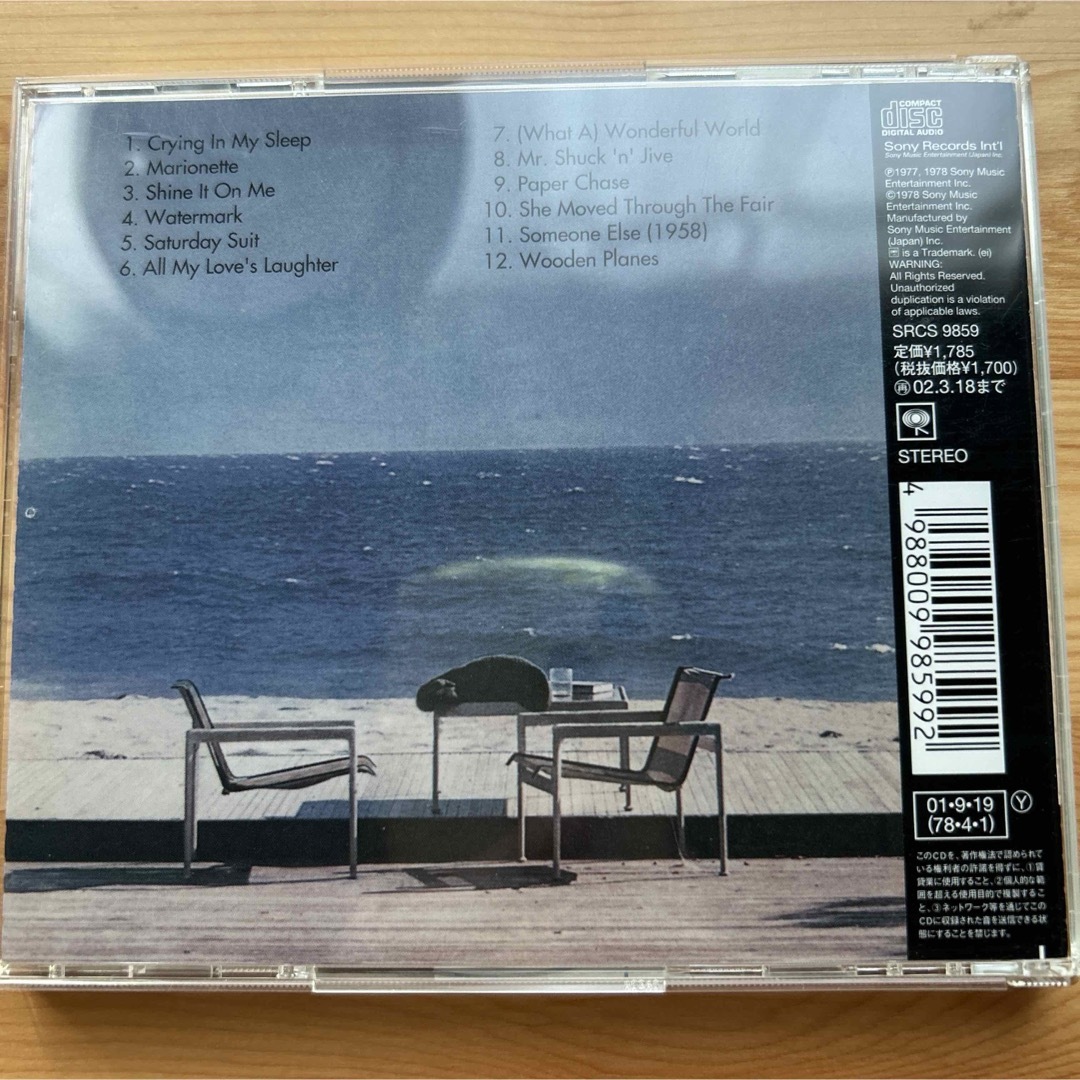 1. Crying In My Sleep
2. Marionette
3. Shine It On Me
4. Watermark
5. Saturday Suit
6. All My Love's Laughter
7. (What A) Wonderful World
8. Mr. Shuck 'n' Jive
9. Paper Chase
10. She Moved Through The Fair
11. Someone Else (1958)
12. Wooden Planes
COMPACT
disc
DIGITAL AUDIO
Sony Records Int'l
Sony Music Entertainment (Japan) Inc.
Ⓟ1977, 1978 Sony Music
Entertainment Inc.
©1978 Sony Music
Entertainment Inc.
Manufactured by
Sony Music Entertainment
(Japan) Inc.
is a Trademark. (ei)
WARNING:
All Rights Reserved.
Unauthorized
duplication is a violation
of applicable laws.
SRCS 9859
定価¥1,785
(税抜価格¥1,700)
再 02.3.18まで
STEREO
4 988009 985992
01・9・19 Ⓨ
(78・4・1)
このCDを、著作権法で認められて
いる権利者の許諾を得ずに、①賃
貸業に使用すること、②個人的な範
囲を超える使用目的で複製するこ
と、③ネットワーク等を通じてこの
CDに収録された音を送信できる状
態にすることを禁じます。